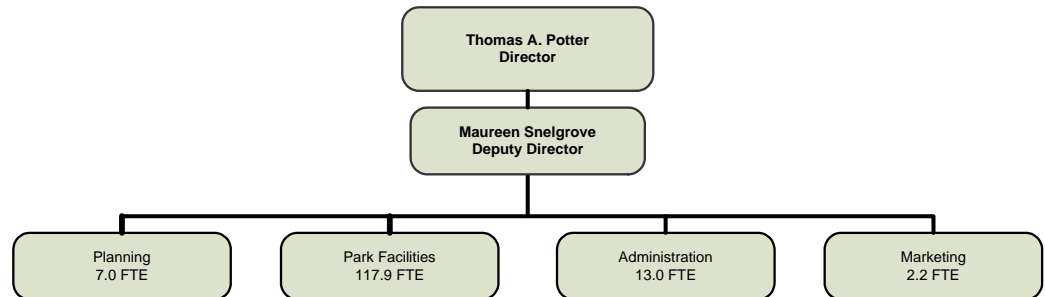 Thomas A. Potter
Director
Maureen Snelgrove
Deputy Director
Planning
7.0 FTE
Park Facilities
117.9 FTE
Administration
13.0 FTE
Marketing
2.2 FTE